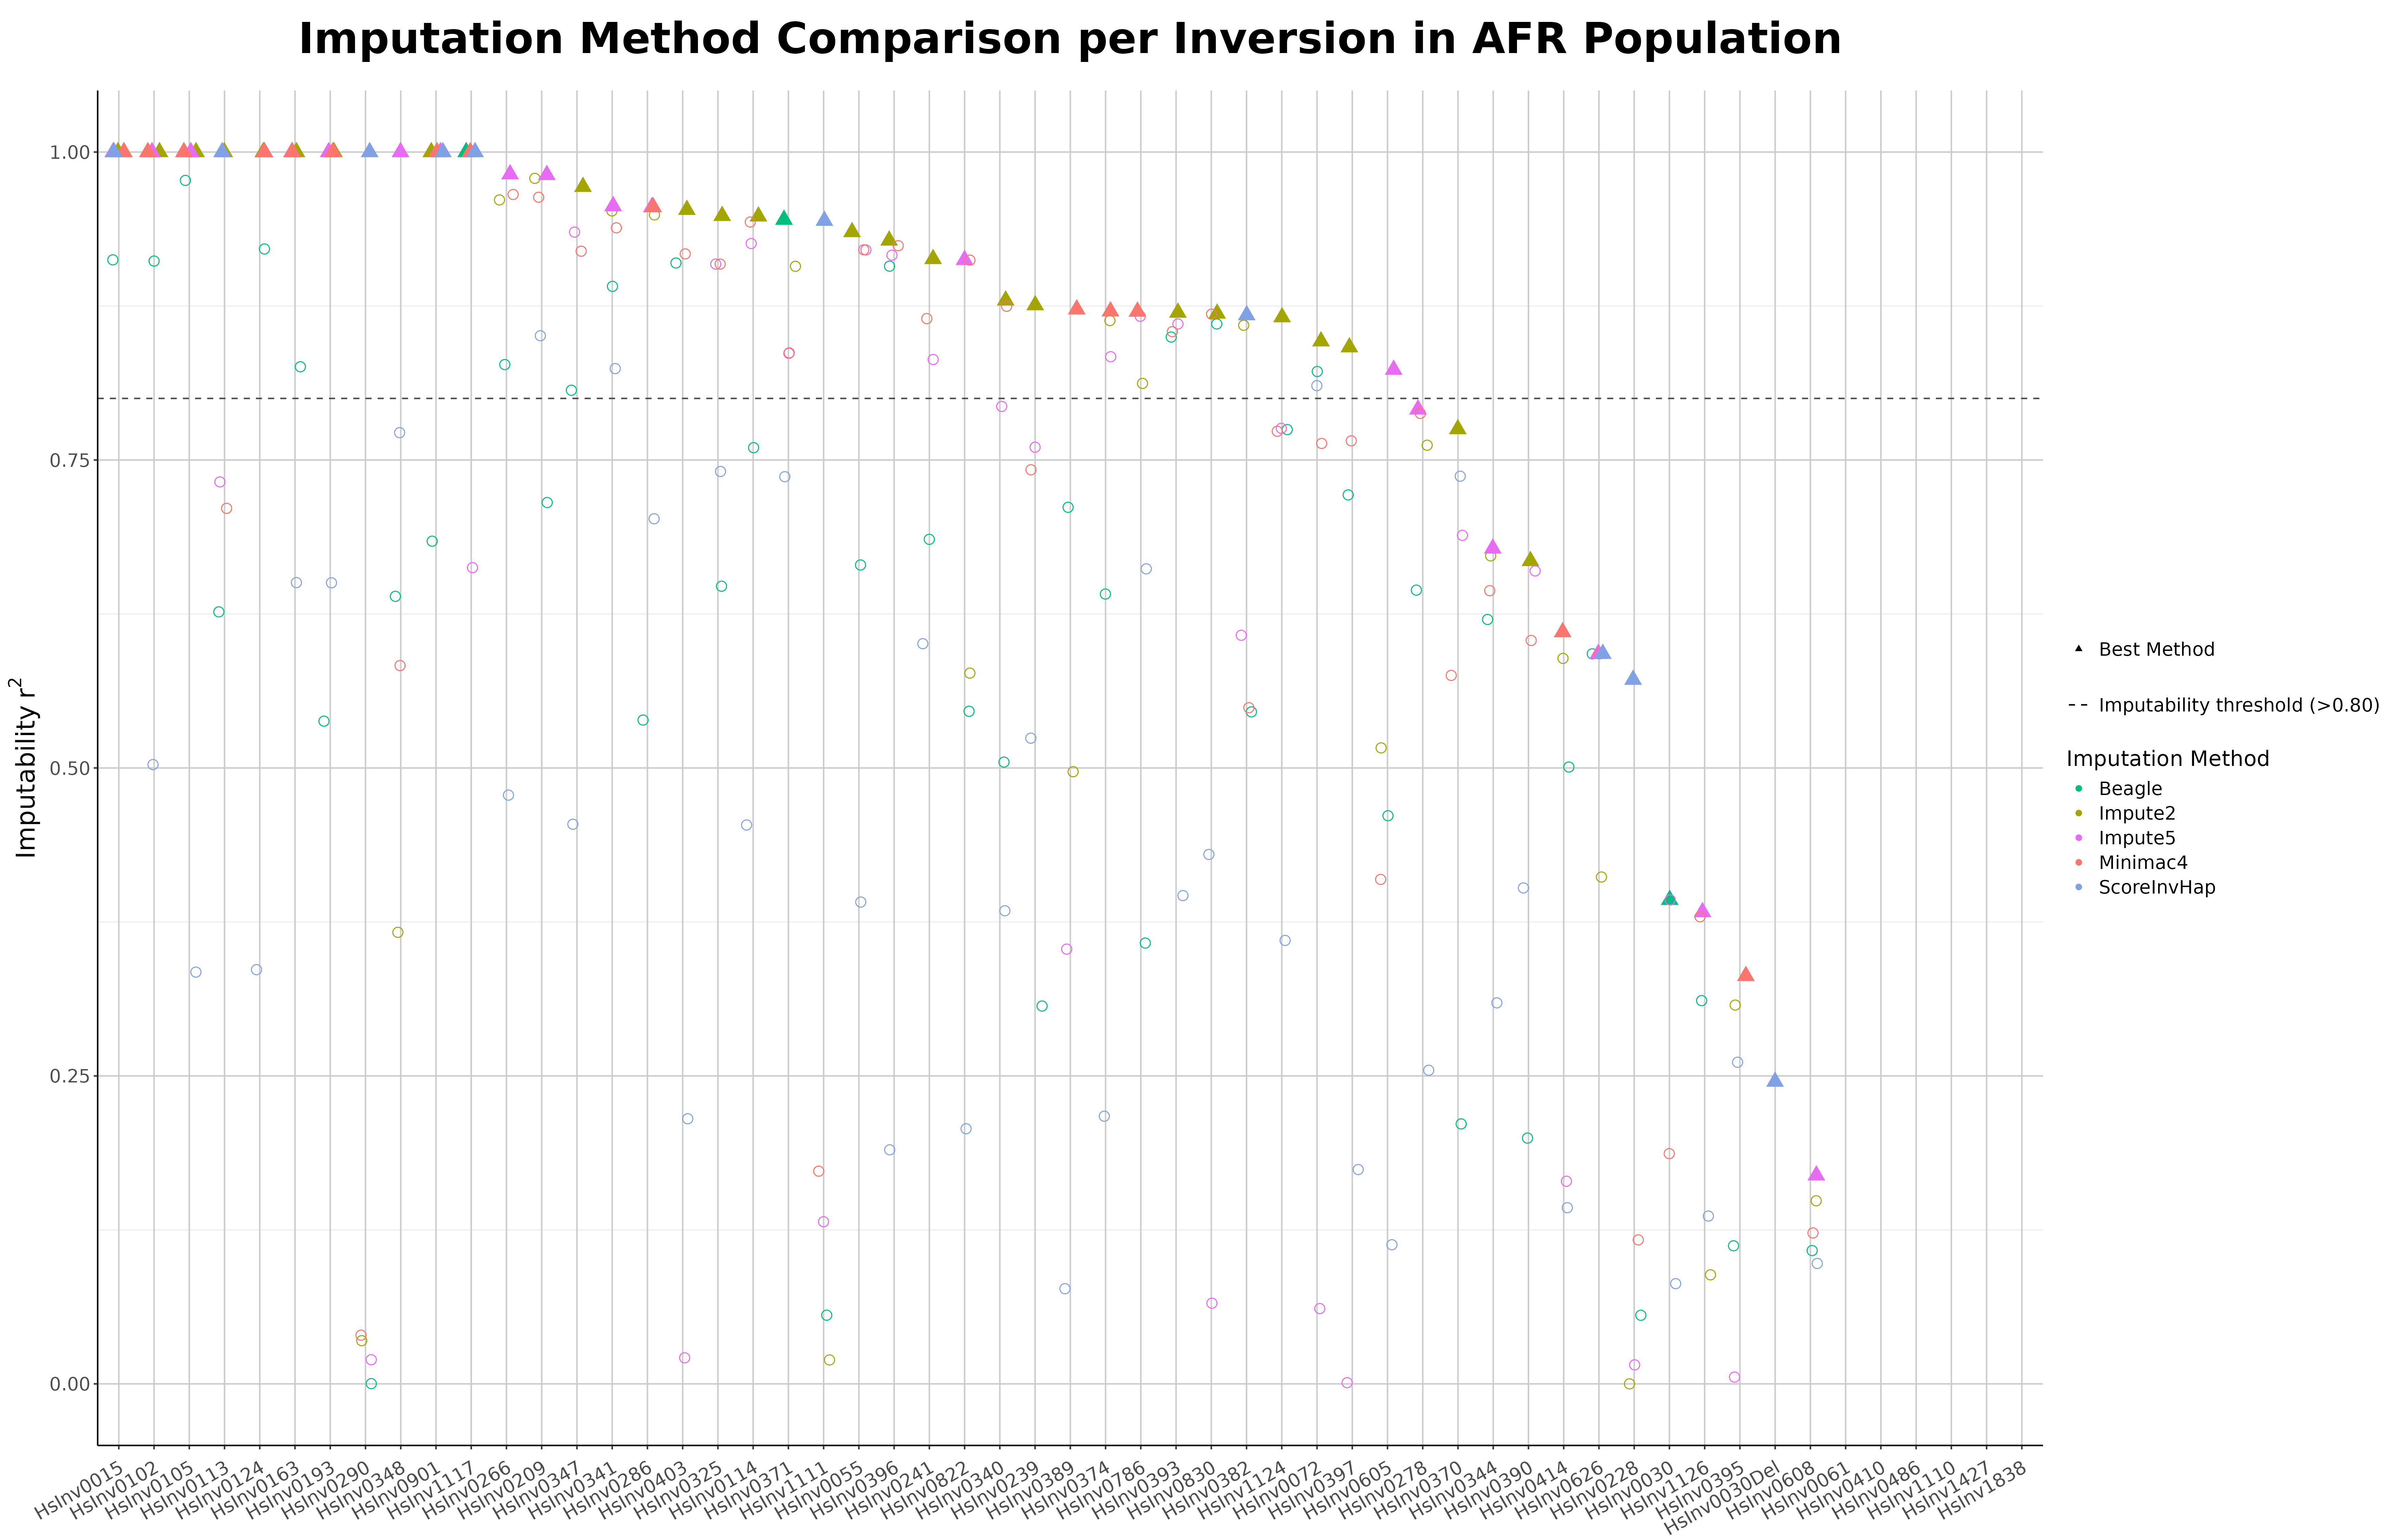 Imputation Method Comparison per Inversion in AFR Population
Imputability r²
1.00
0.75
0.50
0.25
0.00
HsInv0015
HsInv0102
HsInv0105
HsInv0113
HsInv0124
HsInv0163
HsInv0193
HsInv0290
HsInv0348
HsInv0901
HsInv1117
HsInv0266
HsInv0209
HsInv0347
HsInv0341
HsInv0286
HsInv0403
HsInv0325
HsInv0114
HsInv0371
HsInv1111
HsInv0055
HsInv0396
HsInv0241
HsInv0822
HsInv0340
HsInv0239
HsInv0389
HsInv0374
HsInv0786
HsInv0393
HsInv0830
HsInv0382
HsInv1124
HsInv0072
HsInv0397
HsInv0605
HsInv0278
HsInv0370
HsInv0344
HsInv0390
HsInv0414
HsInv0626
HsInv0228
HsInv0030
HsInv1126
HsInv0395
HsInv0030Del
HsInv0608
HsInv0061
HsInv0410
HsInv0486
HsInv1110
HsInv1427
HsInv1838
Best Method
Imputability threshold (>0.80)
Imputation Method
Beagle
Impute2
Impute5
Minimac4
ScoreInvHap